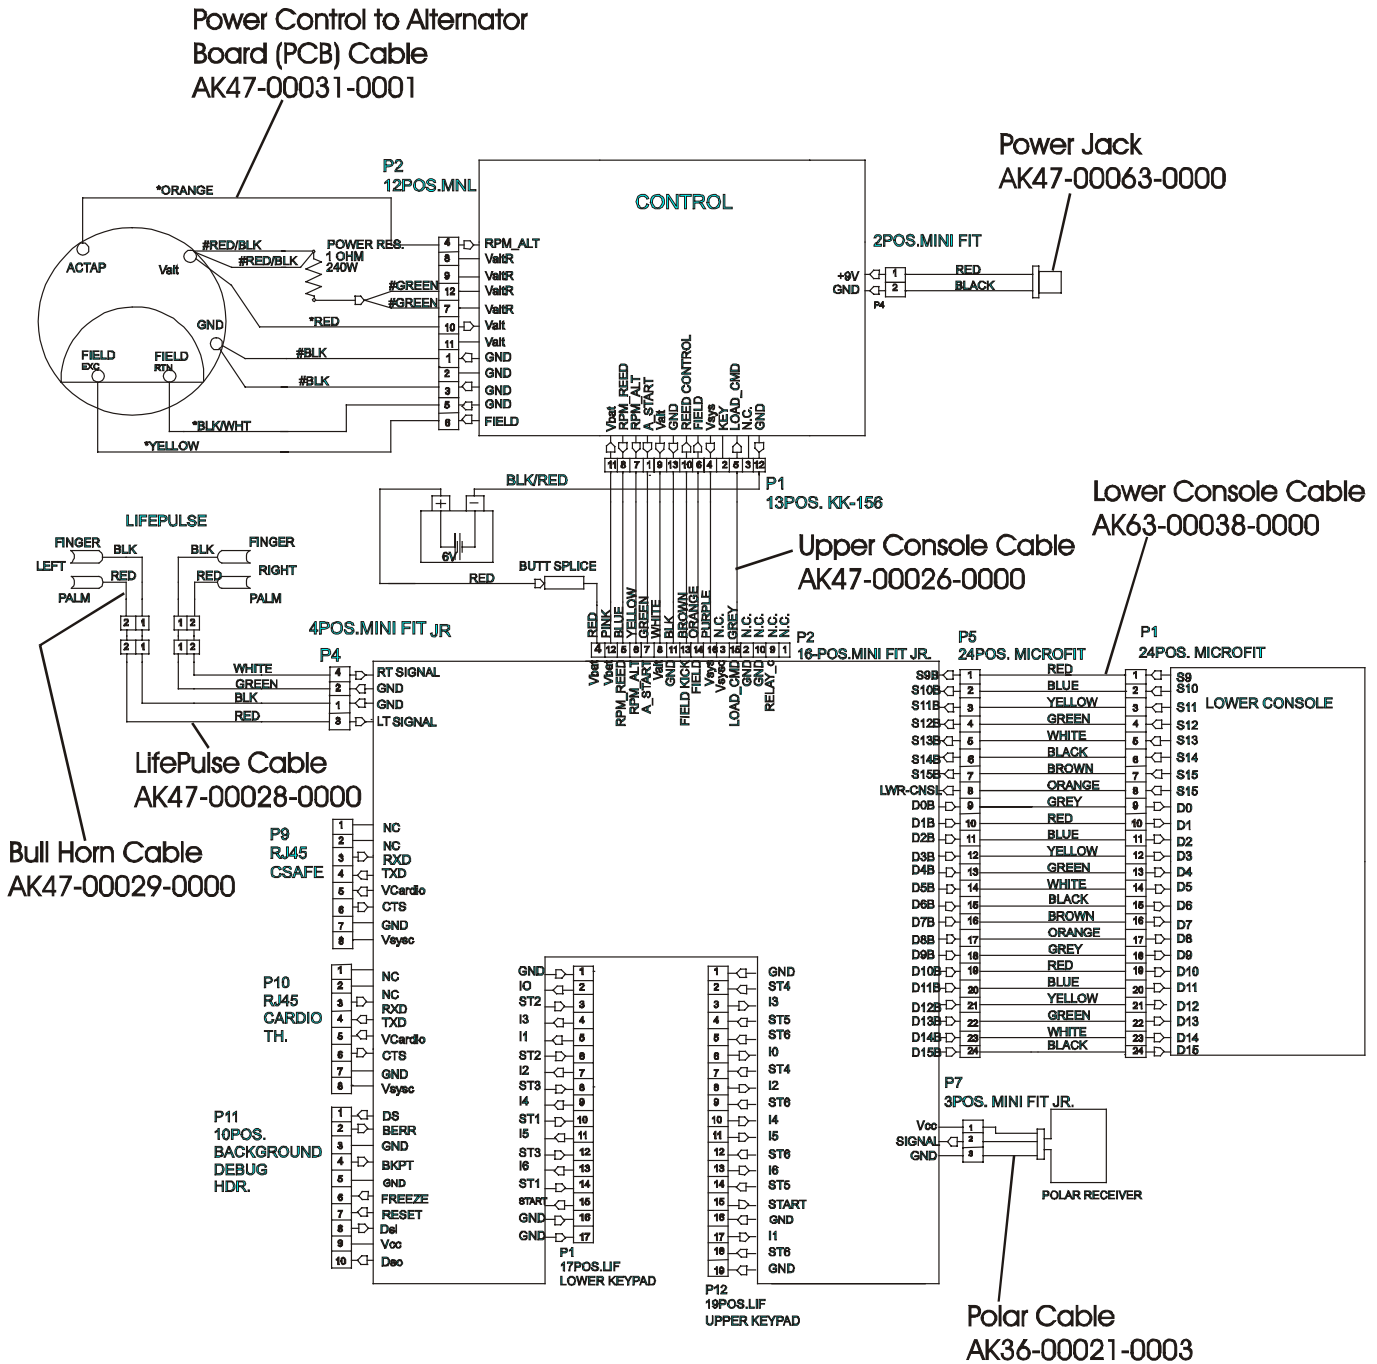 Power Control to Alternator
Board (PCB) Cable
AK47-00031-0001
Power Jack
AK47-00063-0000
P2
12POS.MNL
CONTROL
*ORANGE
#RED/BLK
#RED/BLK
POWER RES.
1 OHM
240W
#GREEN
#GREEN
*RED
#BLK
#BLK
*BLK/WHT
*YELLOW
ACTAP
Valt
GND
FIELD
EXC
FIELD
RTN
4 RPM_ALT
8 ValtR
9 ValtR
12 ValtR
7 ValtR
10 Valt
11 Valt
1 GND
2 GND
3 GND
5 GND
6 FIELD
2POS.MINI FIT
+9V 1 RED
GND 2 BLACK
P4
Vbat
RPM_REED
RPM_ALT
A_START
Valt
GND
REED CONTROL
FIELD
Vsys
KEY
LOAD_CMD
N.C.
GND
11 8 7 1 9 13 10 6 4 2 5 3 12
P1
13POS. KK-156
BLK/RED
+ -
6V
RED
BUTT SPLICE
Upper Console Cable
AK47-00026-0000
Lower Console Cable
AK63-00038-0000
LIFEPULSE
FINGER BLK
LEFT
RED
PALM
BLK FINGER
RIGHT
RED
PALM
2 1 1 2
2 1 1 2
4POS.MINI FIT JR
P4
WHITE 4 RT SIGNAL
GREEN 2 GND
BLK 1 GND
RED 3 LT SIGNAL
LifePulse Cable
AK47-00028-0000
Bull Horn Cable
AK47-00029-0000
RED
PINK
BLUE
YELLOW
GREEN
WHITE
BLK
BROWN
ORANGE
PURPLE
N.C.
GREY
N.C.
N.C.
N.C.
N.C.
4 12 5 6 7 8 11 13 14 16 3 15 2 10 9 1
P2
16-POS.MINI FIT JR.
Vbat
Vbat
RPM_REED
RPM_ALT
A_START
Valt
GND
FIELD KICK
FIELD
Vsys
Vsysc
LOAD_CMD
GND
GND
RELAY_C
P5
24POS. MICROFIT
P1
24POS. MICROFIT
LOWER CONSOLE
S9B 1 RED 1 S9
S10B 2 BLUE 2 S10
S11B 3 YELLOW 3 S11
S12B 4 GREEN 4 S12
S13B 5 WHITE 5 S13
S14B 6 BLACK 6 S14
S15B 7 BROWN 7 S15
LWR-CNSL 8 ORANGE 8 S15
D0B 9 GREY 9 D0
D1B 10 RED 10 D1
D2B 11 BLUE 11 D2
D3B 12 YELLOW 12 D3
D4B 13 GREEN 13 D4
D5B 14 WHITE 14 D5
D6B 15 BLACK 15 D6
D7B 16 BROWN 16 D7
D8B 17 ORANGE 17 D8
D9B 18 GREY 18 D9
D10B 19 RED 19 D10
D11B 20 BLUE 20 D11
D12B 21 YELLOW 21 D12
D13B 22 GREEN 22 D13
D14B 23 WHITE 23 D14
D15B 24 BLACK 24 D15
P9
RJ45
CSAFE
1 NC
2 NC
3 RXD
4 TXD
5 VCardio
6 CTS
7 GND
8 Vsysc
P10
RJ45
CARDIO
TH.
1 NC
2 NC
3 RXD
4 TXD
5 VCardio
6 CTS
7 GND
8 Vsysc
P11
10POS.
BACKGROUND
DEBUG
HDR.
1 DS
2 BERR
3 GND
4 BKPT
5 GND
6 FREEZE
7 RESET
8 Dsi
9 Vcc
10 Dso
GND 1
IO 2
ST2 3
I3 4
I1 5
ST2 6
I2 7
ST3 8
I4 9
ST1 10
I5 11
ST3 12
I6 13
ST1 14
START 15
GND 16
GND 17
P1
17POS.LIF
LOWER KEYPAD
1 GND
2 ST4
3 I3
4 ST5
5 ST6
6 I0
7 ST4
8 I2
9 ST6
10 I4
11 I5
12 ST6
13 I6
14 ST5
15 START
16 GND
17 I1
18 ST6
19 GND
P12
19POS.LIF
UPPER KEYPAD
P7
3POS. MINI FIT JR.
Vcc 1
SIGNAL 2
GND 3
POLAR RECEIVER
Polar Cable
AK36-00021-0003